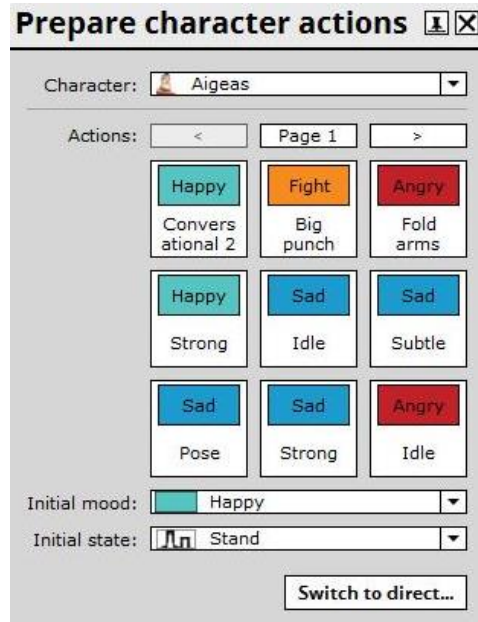 Prepare character actions
Character: Aigeas
Actions: < Page 1 >
Happy Fight Angry
Convers Big Fold
ational 2 punch arms
Happy Sad Sad
Strong Idle Subtle
Sad Sad Angry
Pose Strong Idle
Initial mood: Happy
Initial state: Stand
Switch to direct...